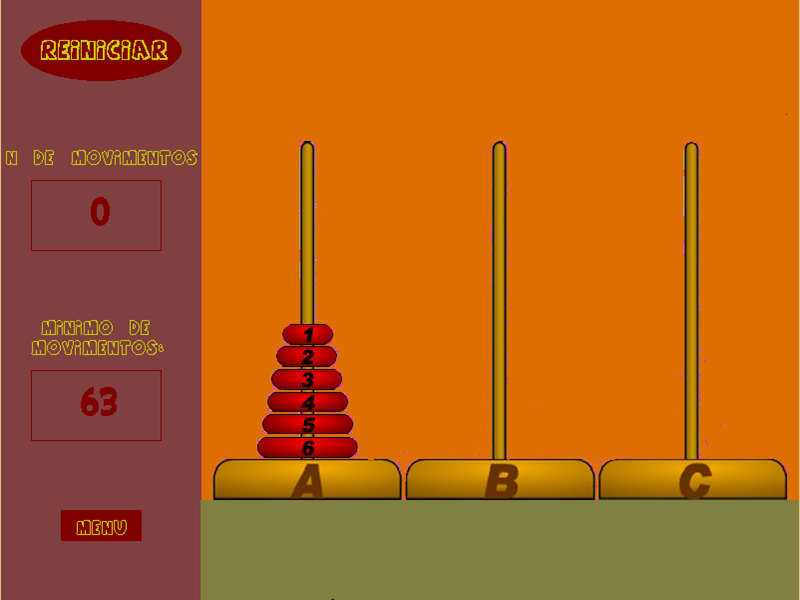 REINICIAR
N DE MOVIMENTOS
0
MINIMO DE
MOVIMENTOS:
63
MENU
1
2
3
4
5
6
A B C